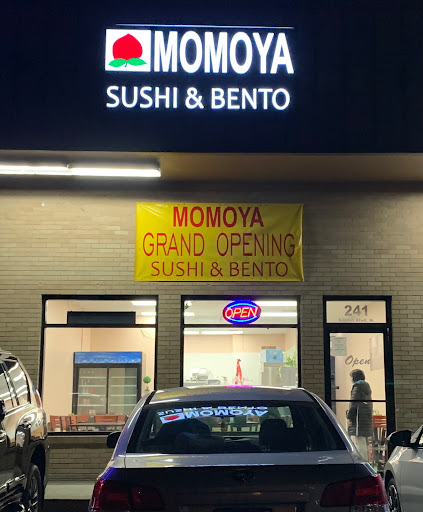 MOMOYA
SUSHI & BENTO
MOMOYA
GRAND OPENING
SUSHI & BENTO
OPEN
241
Open